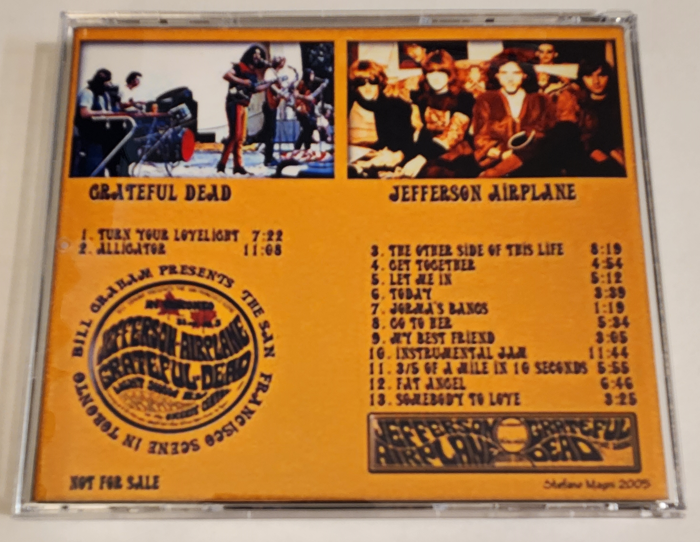 GRATEFUL DEAD
1. TURN YOUR LOVELIGHT 7:22
2. ALLIGATOR 11:08
BILL GRAHAM PRESENTS THE SAN FRANCISCO SCENE IN TORONTO
JEFFERSON AIRPLANE
GRATEFUL DEAD
LIGHT SHOW
NOT FOR SALE
JEFFERSON AIRPLANE
3. THE OTHER SIDE OF THIS LIFE 8:19
4. GET TOGETHER 4:54
5. LET ME IN 5:12
6. TODAY 3:39
7. JORMA'S BANGS 1:19
8. GO TO HER 5:34
9. MY BEST FRIEND 3:05
10. INSTRUMENTAL JAM 11:44
11. 3/5 OF A MILE IN 10 SECONDS 5:55
12. FAT ANGEL 6:46
13. SOMEBODY TO LOVE 3:25
JEFFERSON GRATEFUL
AIRPLANE DEAD
Stefano Magni 2005